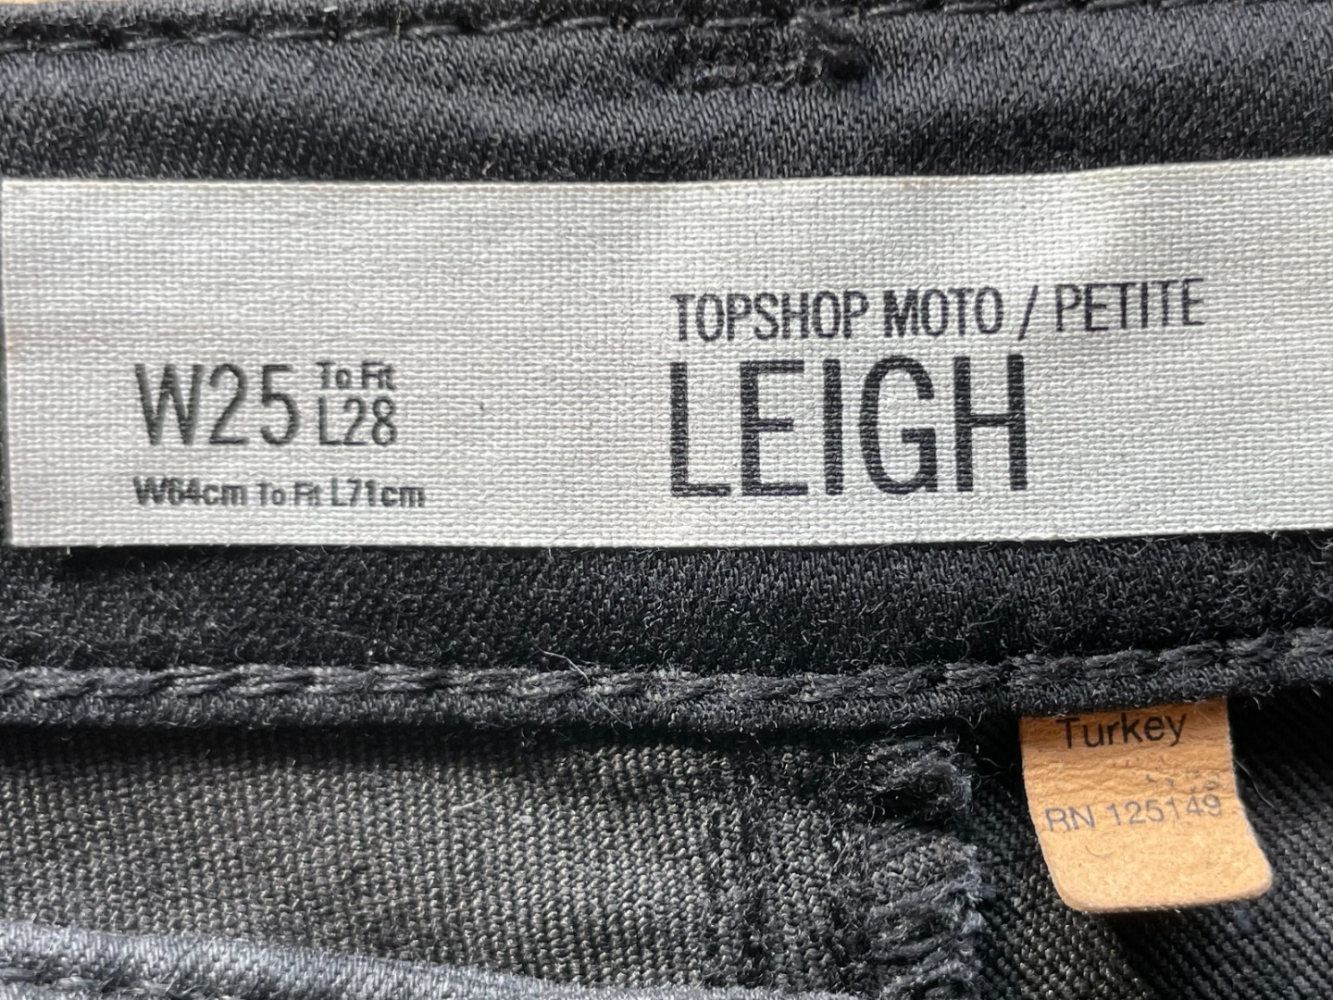 W25 To Fit
L28
W64cm To Fit L71cm
TOPSHOP MOTO / PETITE
LEIGH
Turkey
RN 125149